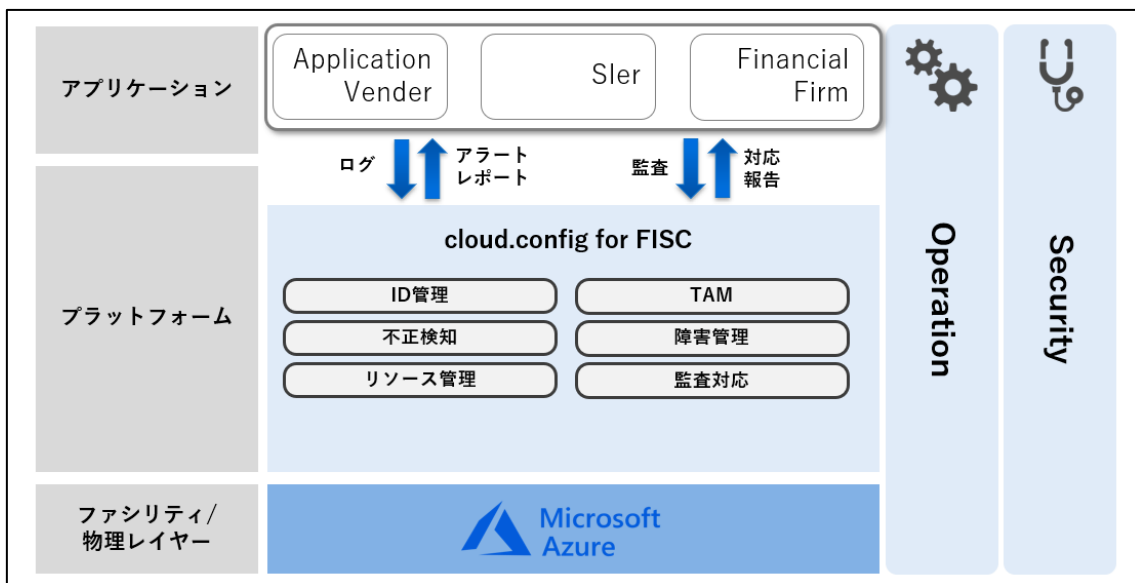 アプリケーション
Application
Vender
SIer
Financial
Firm
ログ
アラート
レポート
監査
対応
報告
プラットフォーム
cloud.config for FISC
ID管理
TAM
不正検知
障害管理
リソース管理
監査対応
ファシリティ/
物理レイヤー
Microsoft
Azure
Operation
Security